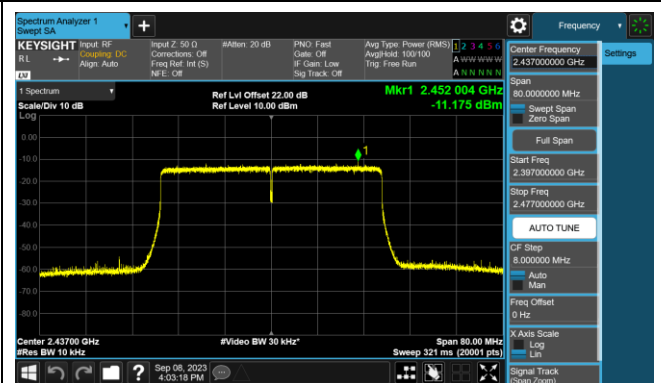 Spectrum Analyzer 1
Swept SA
+
Frequency
KEYSIGHT
RL
LXI
Input: RF
Coupling: DC
Align: Auto
Input Z: 50 Ω
Corrections: Off
Freq Ref: Int (S)
NFE: Off
#Atten: 20 dB
PNO: Fast
Gate: Off
IF Gain: Low
Sig Track: Off
Avg Type: Power (RMS)
Avg|Hold: 100/100
Trig: Free Run
1 2 3 4 5 6
A W W W W W
A N N N N N
Center Frequency
2.437000000 GHz
Settings
Span
80.0000000 MHz
Swept Span
Zero Span
Full Span
Start Freq
2.397000000 GHz
Stop Freq
2.477000000 GHz
AUTO TUNE
CF Step
8.000000 MHz
Auto
Man
Freq Offset
0 Hz
X Axis Scale
Log
Lin
Signal Track
(Span Zoom)
1 Spectrum
Scale/Div 10 dB
Log
Ref Lvl Offset 22.00 dB
Ref Level 10.00 dBm
Mkr1 2.452 004 GHz
-11.175 dBm
1
0.00
-10.0
-20.0
-30.0
-40.0
-50.0
-60.0
-70.0
-80.0
Center 2.43700 GHz
#Res BW 10 kHz
#Video BW 30 kHz*
Span 80.00 MHz
Sweep 321 ms (20001 pts)
?
Sep 08, 2023
4:03:18 PM